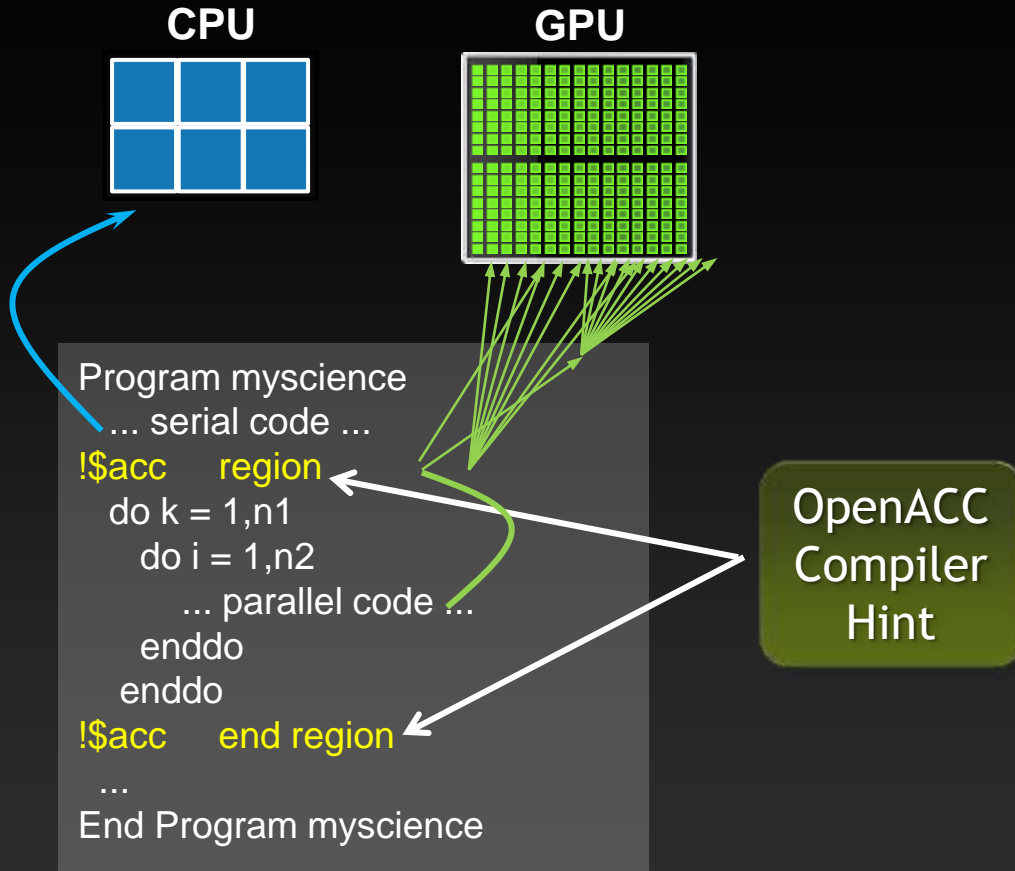 CPU
GPU
Program myscience
... serial code ...
!$acc region
do k = 1,n1
do i = 1,n2
... parallel code ...
enddo
enddo
!$acc end region
...
End Program myscience
OpenACC
Compiler
Hint